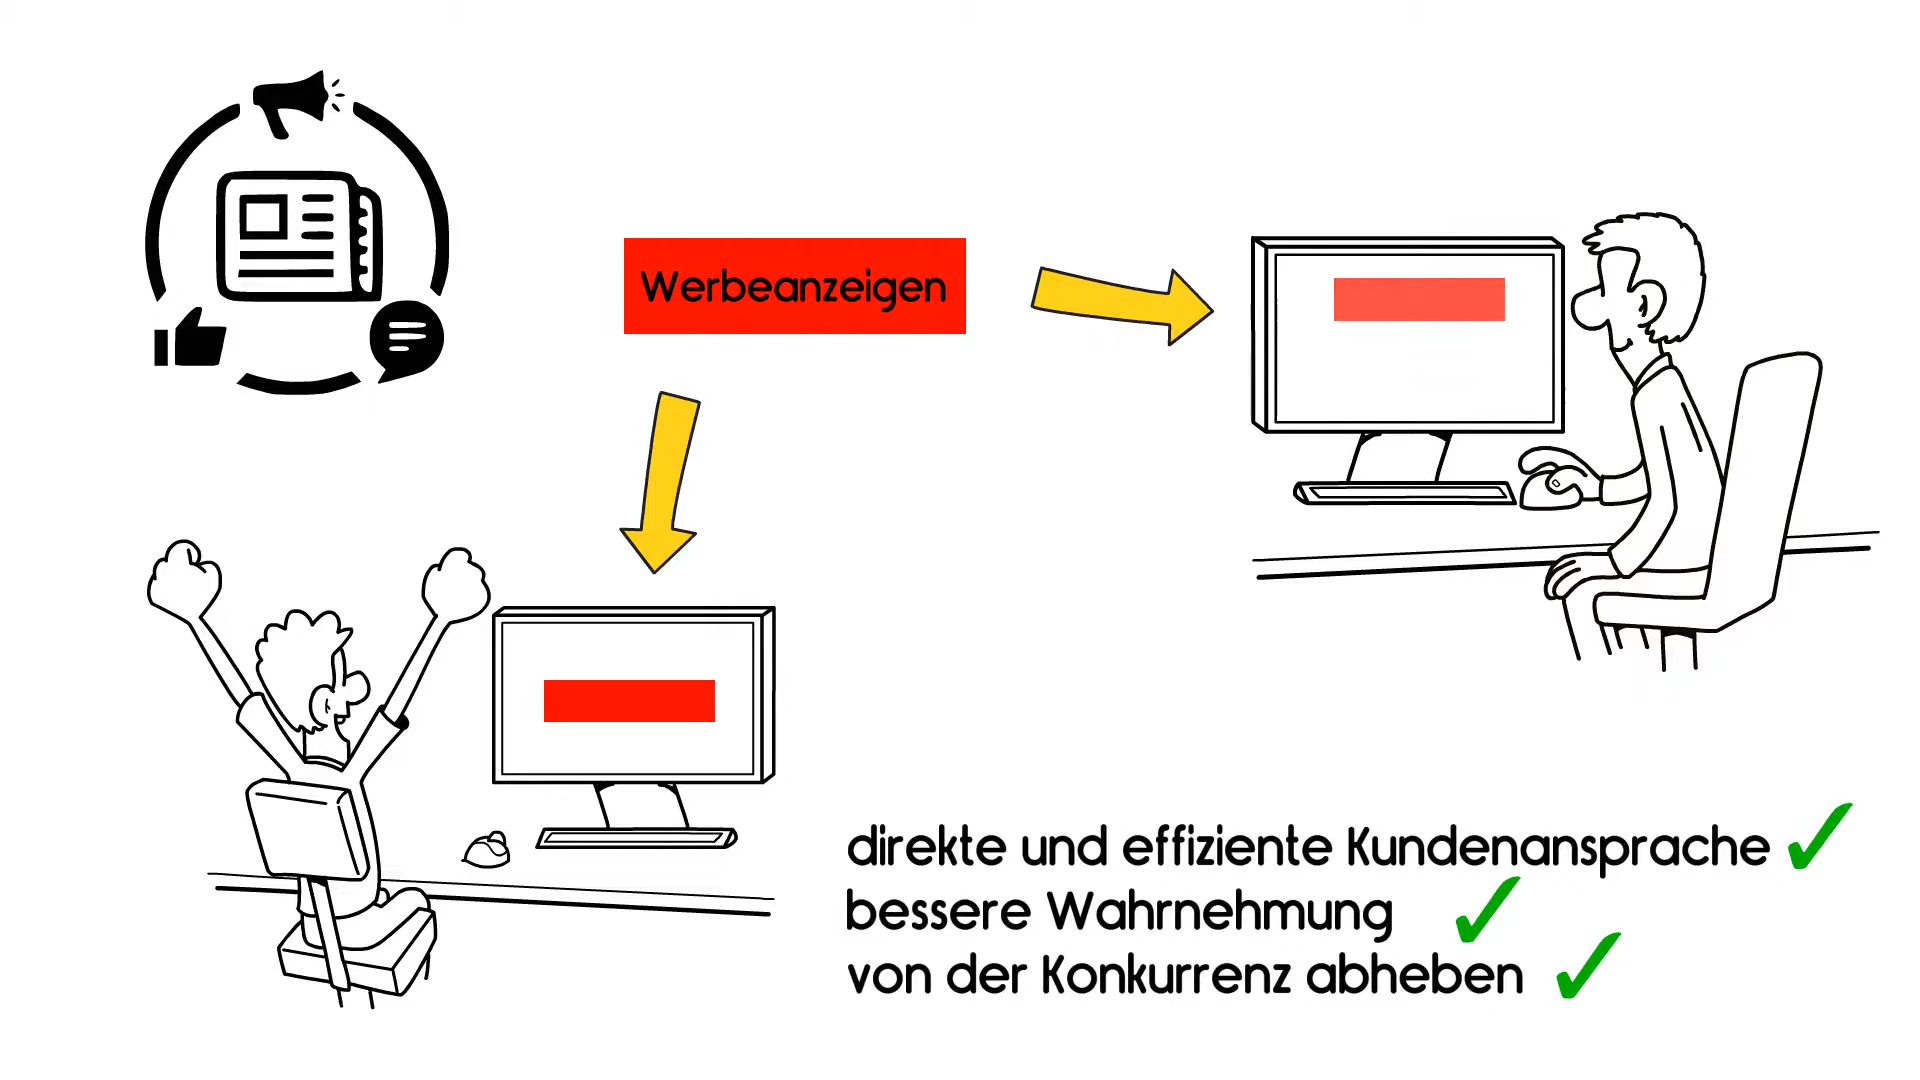 Werbeanzeigen
direkte und effiziente Kundenansprache
bessere Wahrnehmung
von der Konkurrenz abheben